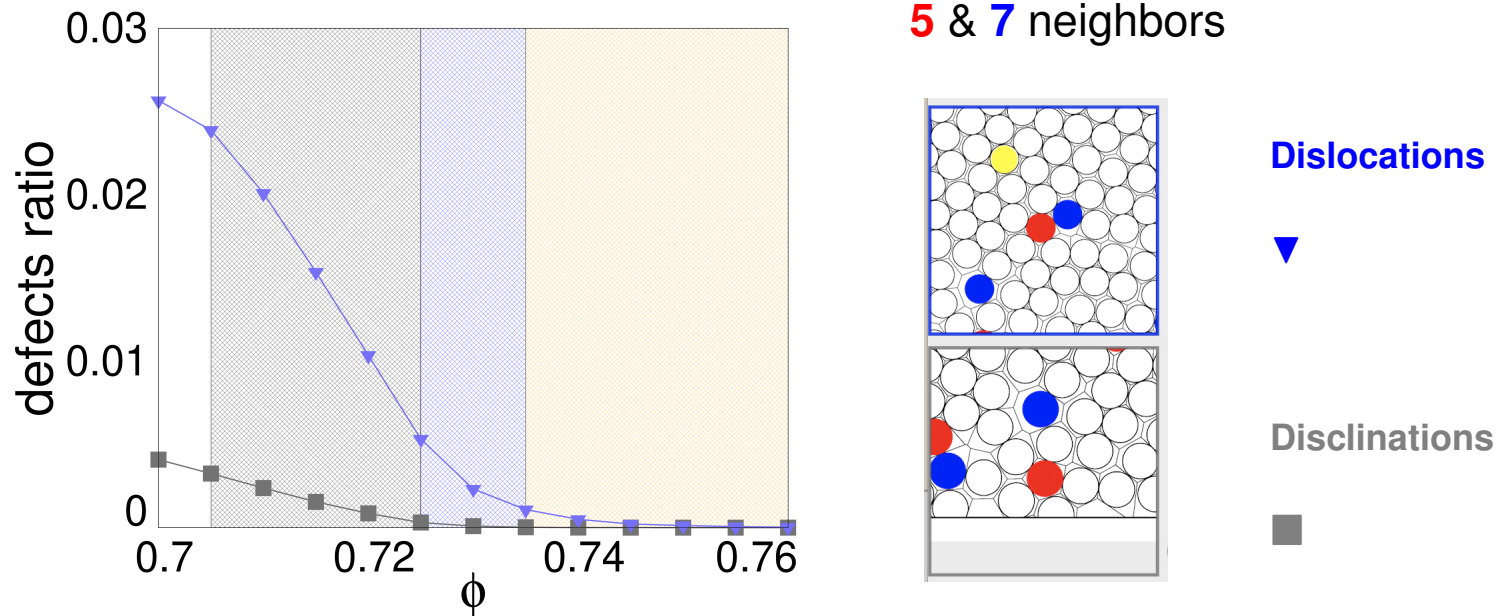 0.03
0.02
0.01
0
defects ratio
0.7 0.72 0.74 0.76
ϕ
5 & 7 neighbors
Dislocations
Disclinations